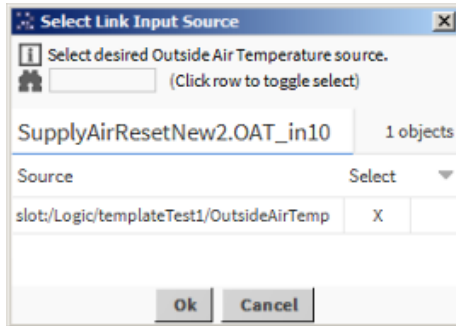 Select Link Input Source
Select desired Outside Air Temperature source.
(Click row to toggle select)
SupplyAirResetNew2.OAT_in10 1 objects
Source Select
slot:/Logic/templateTest1/OutsideAirTemp X
Ok Cancel